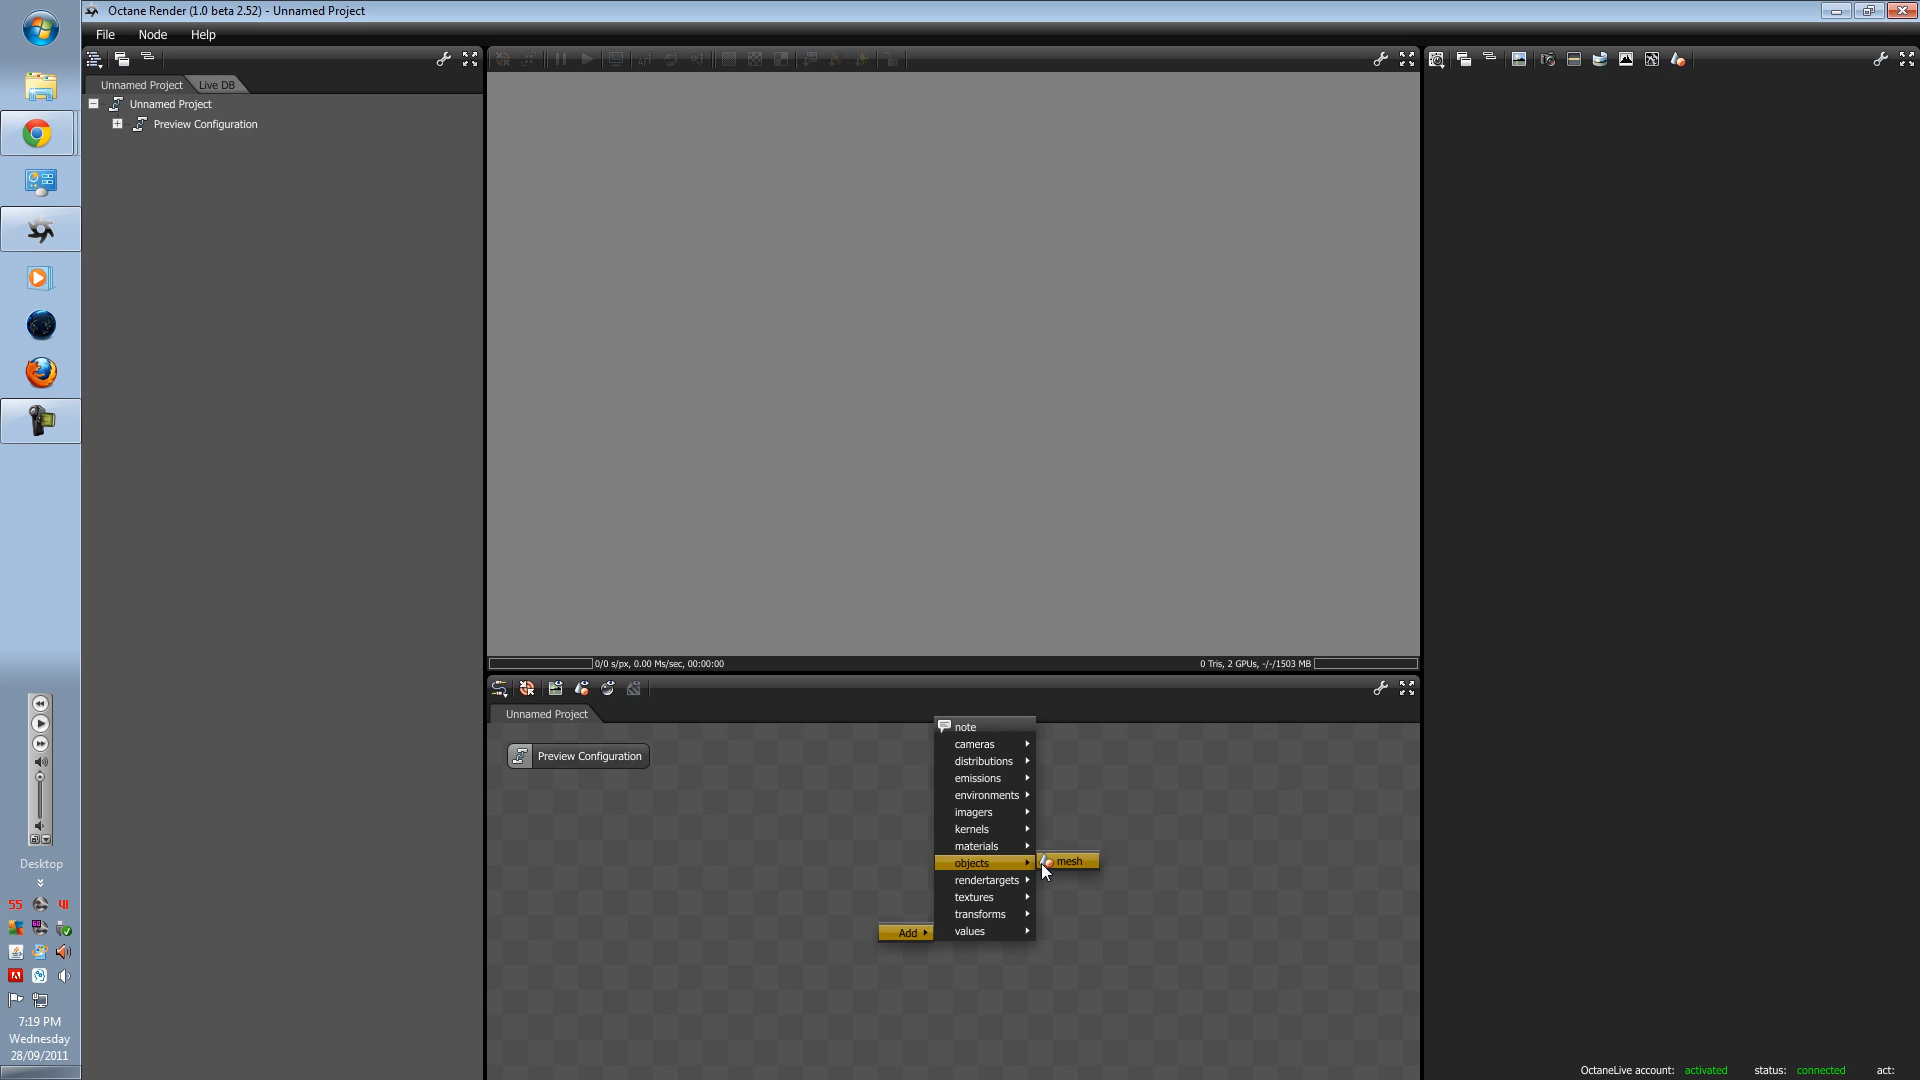 Octane Render (1.0 beta 2.52) - Unnamed Project
File Node Help
Unnamed Project Live DB
Unnamed Project
Preview Configuration
0/0 s/px, 0.00 Ms/sec, 00:00:00
0 Tris, 2 GPUs, -/-/1503 MB
Unnamed Project
Preview Configuration
Add
note
cameras
distributions
emissions
environments
imagers
kernels
materials
objects
mesh
rendertargets
textures
transforms
values
Desktop
55 41
7:19 PM
Wednesday
28/09/2011
OctaneLive account: activated status: connected act: